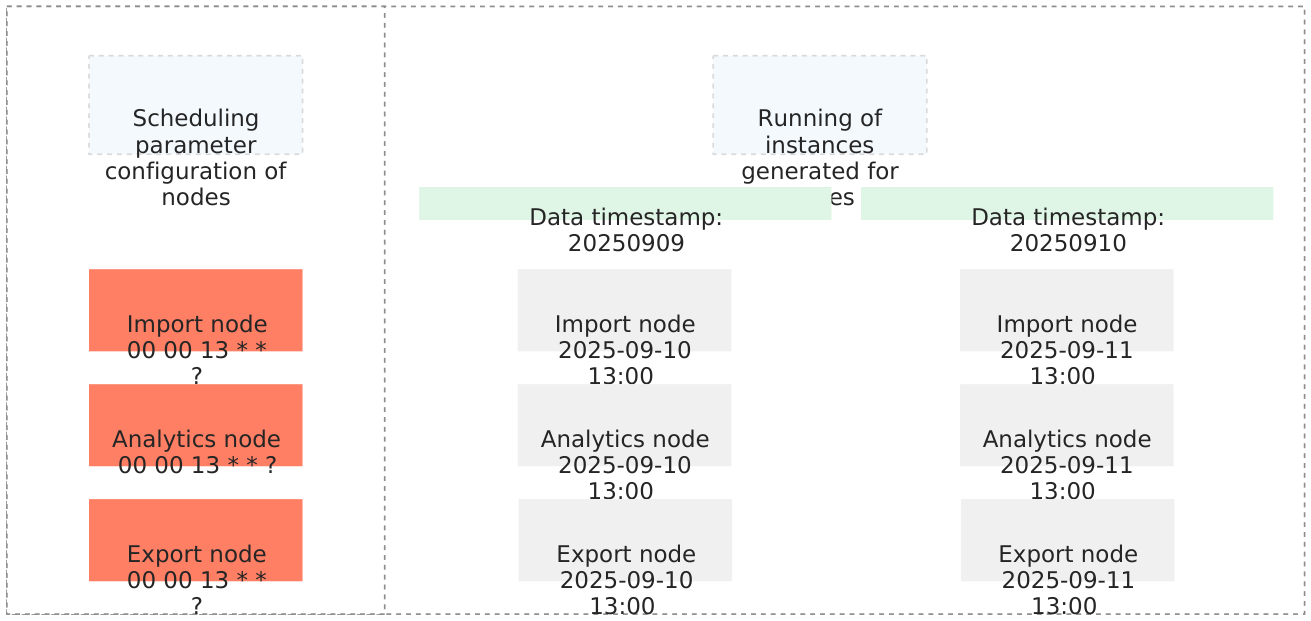 Scheduling
parameter
configuration of
nodes
Running of
instances
generated for
es
Data timestamp:
20250909
Data timestamp:
20250910
Import node
00 00 13 * *
?
Import node
2025-09-10
13:00
Import node
2025-09-11
13:00
Analytics node
00 00 13 * * ?
Analytics node
2025-09-10
13:00
Analytics node
2025-09-11
13:00
Export node
00 00 13 * *
?
Export node
2025-09-10
13:00
Export node
2025-09-11
13:00